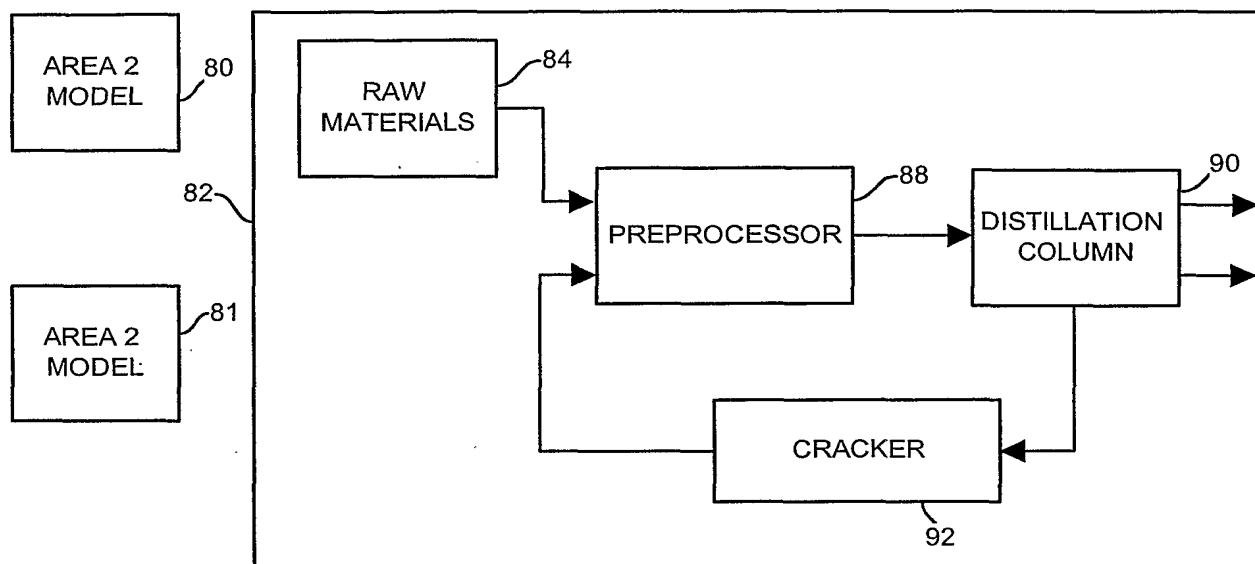 AREA 2
MODEL
80
AREA 2
MODEL
81
82
RAW
MATERIALS
84
PREPROCESSOR
88
DISTILLATION
COLUMN
90
CRACKER
92